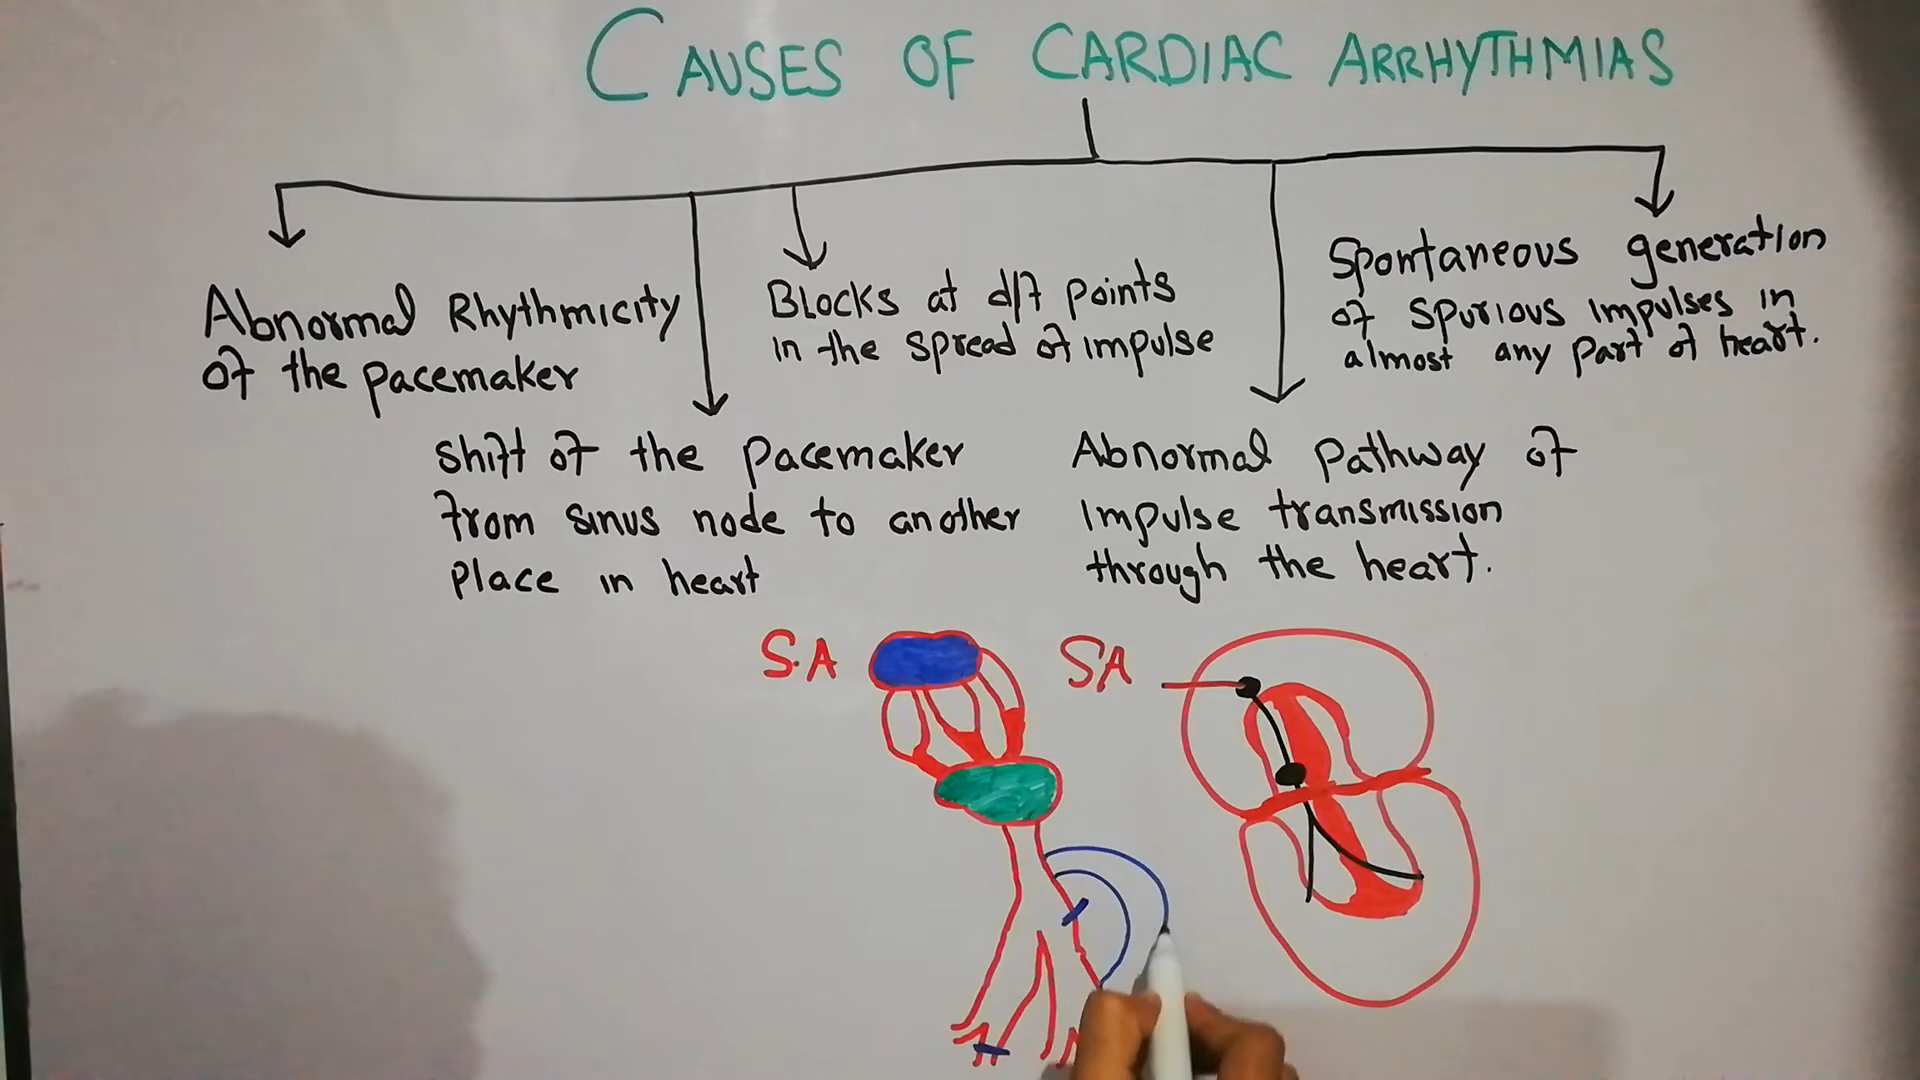 CAUSES OF CARDIAC ARRHYTHMIAS
Abnormal Rhythmicity
of the pacemaker
Shift of the pacemaker
from sinus node to another
place in heart
Blocks at d/f points
in the spread of impulse
Abnormal pathway of
impulse transmission
through the heart.
Spontaneous generation
of spurious impulses in
almost any part of heart.
S.A
SA